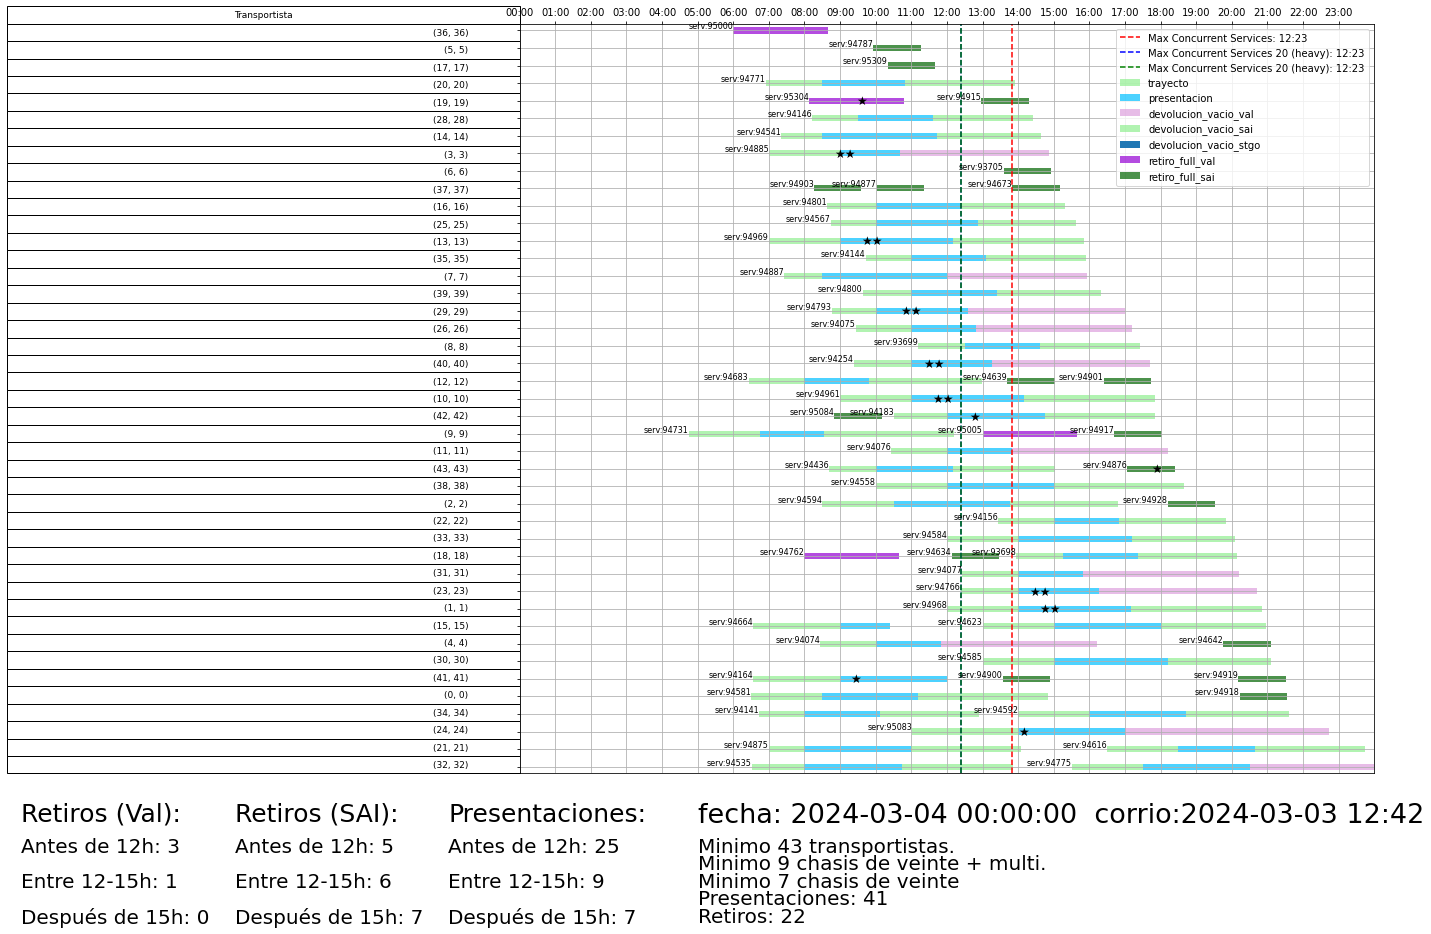 Transportista
00:00 01:00 02:00 03:00 04:00 05:00 06:00 07:00 08:00 09:00 10:00 11:00 12:00 13:00 14:00 15:00 16:00 17:00 18:00 19:00 20:00 21:00 22:00 23:00
Max Concurrent Services: 12:23
Max Concurrent Services 20 (heavy): 12:23
Max Concurrent Services 20 (heavy): 12:23
trayecto
presentacion
devolucion_vacio_val
devolucion_vacio_sai
devolucion_vacio_stgo
retiro_full_val
retiro_full_sai
(36, 36) serv:95000
(5, 5) serv:94787
(17, 17) serv:95309
(20, 20) serv:94771
(19, 19) serv:95304 serv:94915
(28, 28) serv:94146
(14, 14) serv:94541
(3, 3) serv:94885
(6, 6) serv:93705
(37, 37) serv:94903 serv:94877 serv:94673
(16, 16) serv:94801
(25, 25) serv:94567
(13, 13) serv:94969
(35, 35) serv:94144
(7, 7) serv:94887
(39, 39) serv:94800
(29, 29) serv:94793
(26, 26) serv:94075
(8, 8) serv:93699
(40, 40) serv:94254
(12, 12) serv:94683 serv:94639 serv:94901
(10, 10) serv:94961
(42, 42) serv:95084 serv:94183
(9, 9) serv:94731 serv:95005 serv:94917
(11, 11) serv:94076
(43, 43) serv:94436 serv:94876
(38, 38) serv:94558
(2, 2) serv:94594 serv:94928
(22, 22) serv:94156
(33, 33) serv:94584
(18, 18) serv:94762 serv:94634 serv:93698
(31, 31) serv:94077
(23, 23) serv:94766
(1, 1) serv:94968
(15, 15) serv:94664 serv:94623
(4, 4) serv:94074 serv:94642
(30, 30) serv:94585
(41, 41) serv:94164 serv:94900 serv:94919
(0, 0) serv:94581 serv:94918
(34, 34) serv:94141 serv:94592
(24, 24) serv:95083
(21, 21) serv:94875 serv:94616
(32, 32) serv:94535 serv:94775
Retiros (Val):
Antes de 12h: 3
Entre 12-15h: 1
Después de 15h: 0
Retiros (SAI):
Antes de 12h: 5
Entre 12-15h: 6
Después de 15h: 7
Presentaciones:
Antes de 12h: 25
Entre 12-15h: 9
Después de 15h: 7
fecha: 2024-03-04 00:00:00 corrio:2024-03-03 12:42
Minimo 43 transportistas.
Minimo 9 chasis de veinte + multi.
Minimo 7 chasis de veinte
Presentaciones: 41
Retiros: 22